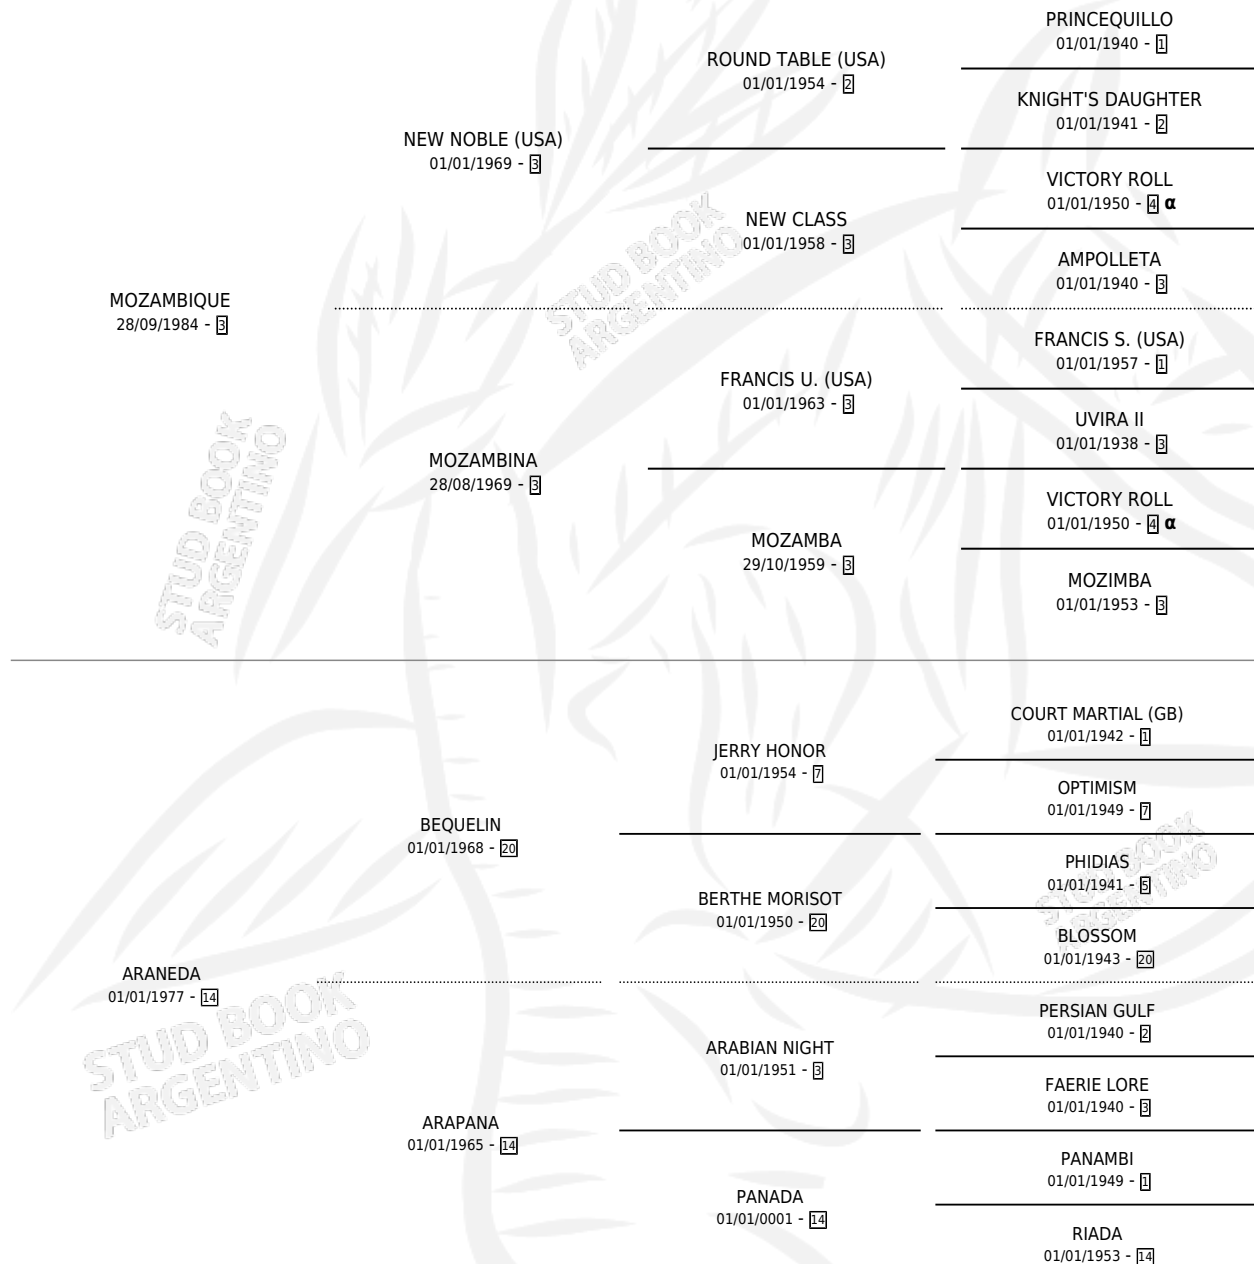 PRINCEQUILLO
01/01/1940 - 1
ROUND TABLE (USA)
01/01/1954 - 2
KNIGHT'S DAUGHTER
01/01/1941 - 2
NEW NOBLE (USA)
01/01/1969 - 3
VICTORY ROLL
01/01/1950 - 4 α
NEW CLASS
01/01/1958 - 3
AMPOLLETA
01/01/1940 - 3
MOZAMBIQUE
28/09/1984 - 3
FRANCIS S. (USA)
01/01/1957 - 1
FRANCIS U. (USA)
01/01/1963 - 3
UVIRA II
01/01/1938 - 3
MOZAMBINA
28/08/1969 - 3
VICTORY ROLL
01/01/1950 - 4 α
MOZAMBA
29/10/1959 - 3
MOZIMBA
01/01/1953 - 3
COURT MARTIAL (GB)
01/01/1942 - 1
JERRY HONOR
01/01/1954 - 7
OPTIMISM
01/01/1949 - 7
BEQUELIN
01/01/1968 - 20
PHIDIAS
01/01/1941 - 5
BERTHE MORISOT
01/01/1950 - 20
BLOSSOM
01/01/1943 - 20
ARANEDA
01/01/1977 - 14
PERSIAN GULF
01/01/1940 - 2
ARABIAN NIGHT
01/01/1951 - 3
FAERIE LORE
01/01/1940 - 3
ARAPANA
01/01/1965 - 14
PANAMBI
01/01/1949 - 1
PANADA
01/01/0001 - 14
RIADA
01/01/1953 - 14
STUD BOOK
ARGENTINO
STUD BOOK
ARGENTINO
STUD BOOK
ARGENTINO
STUD BOOK
ARGENTINO